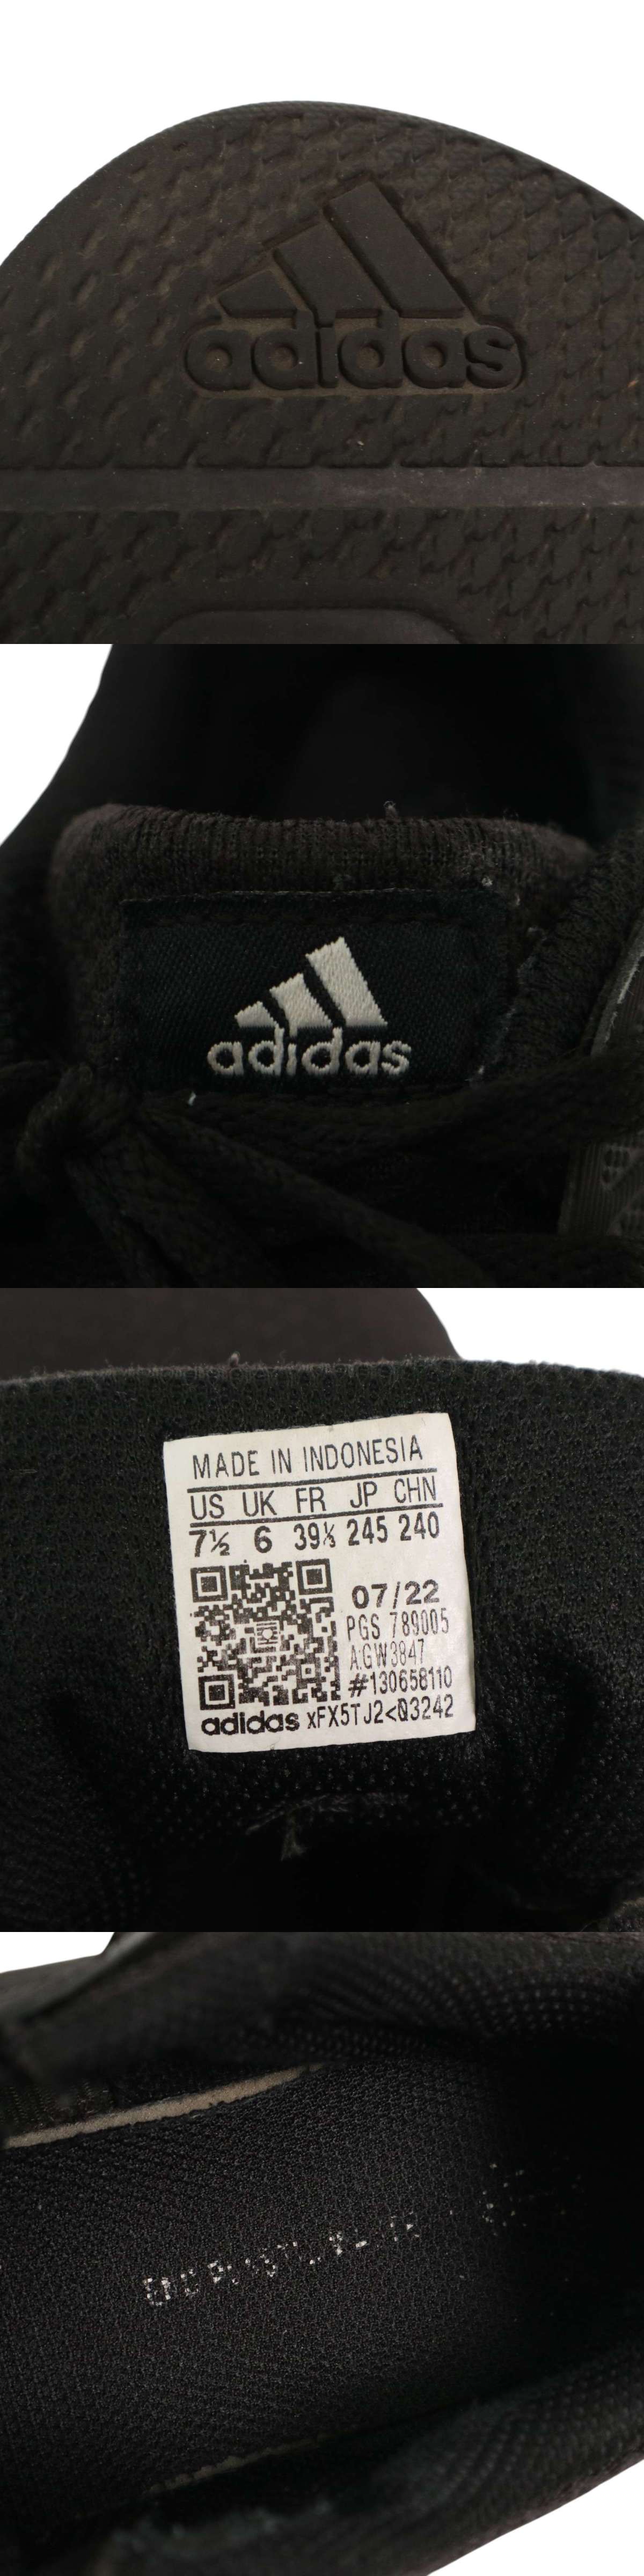 adidas
adidas
MADE IN INDONESIA
US UK FR JP CHN
7½ 6 39⅓ 245 240
07/22
PGS 789005
AGW3847
#130658110
adidas xFX5TJ2<Q3242